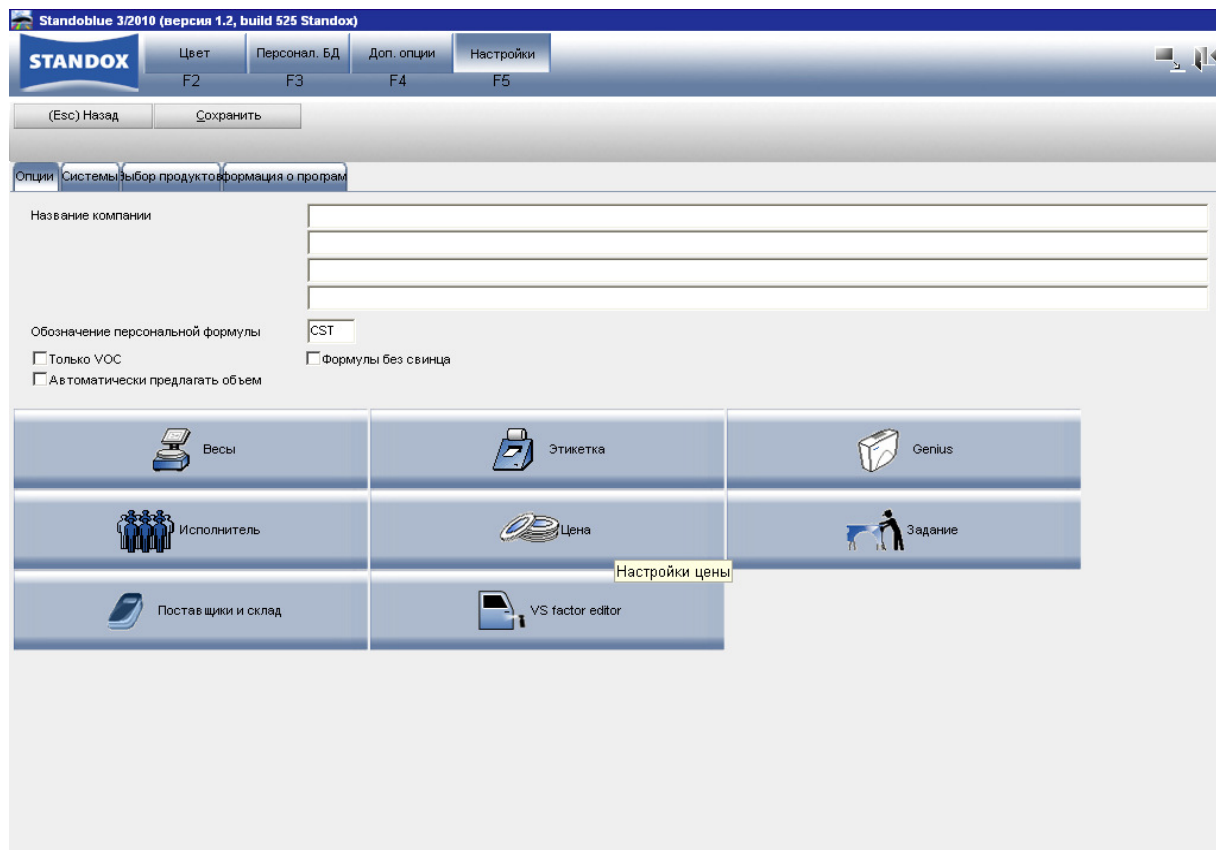 Standoblue 3/2010 (версия 1.2, build 525 Standox)
STANDOX
Цвет Персонал. БД Доп. опции Настройки
F2 F3 F4 F5
(Esc) Назад Сохранить
Опции Системы Выбор продуктов формация о програм
Название компании
Обозначение персональной формулы CST
Только VOC Формулы без свинца
Автоматически предлагать объем
Весы Этикетка Genius
Исполнитель Цена Задание
Настройки цены
Поставщики и склад VS factor editor